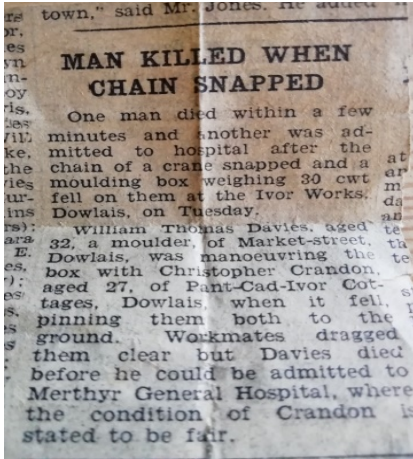 town," said Mr. Jones. He added
MAN KILLED WHEN
CHAIN SNAPPED
One man died within a few
minutes and another was ad-
mitted to hospital after the
chain of a crane snapped and a
moulding box weighing 30 cwt
fell on them at the Ivor Works,
Dowlais, on Tuesday.
William Thomas Davies, aged
32, a moulder, of Market-street,
Dowlais, was manoeuvring the
box with Christopher Crandon,
aged 27, of Pant-Cad-Ivor Cot-
tages, Dowlais, when it fell,
pinning them both to the
ground. Workmates dragged
them clear but Davies died
before he could be admitted to
Merthyr General Hospital, where
the condition of Crandon is
stated to be fair.